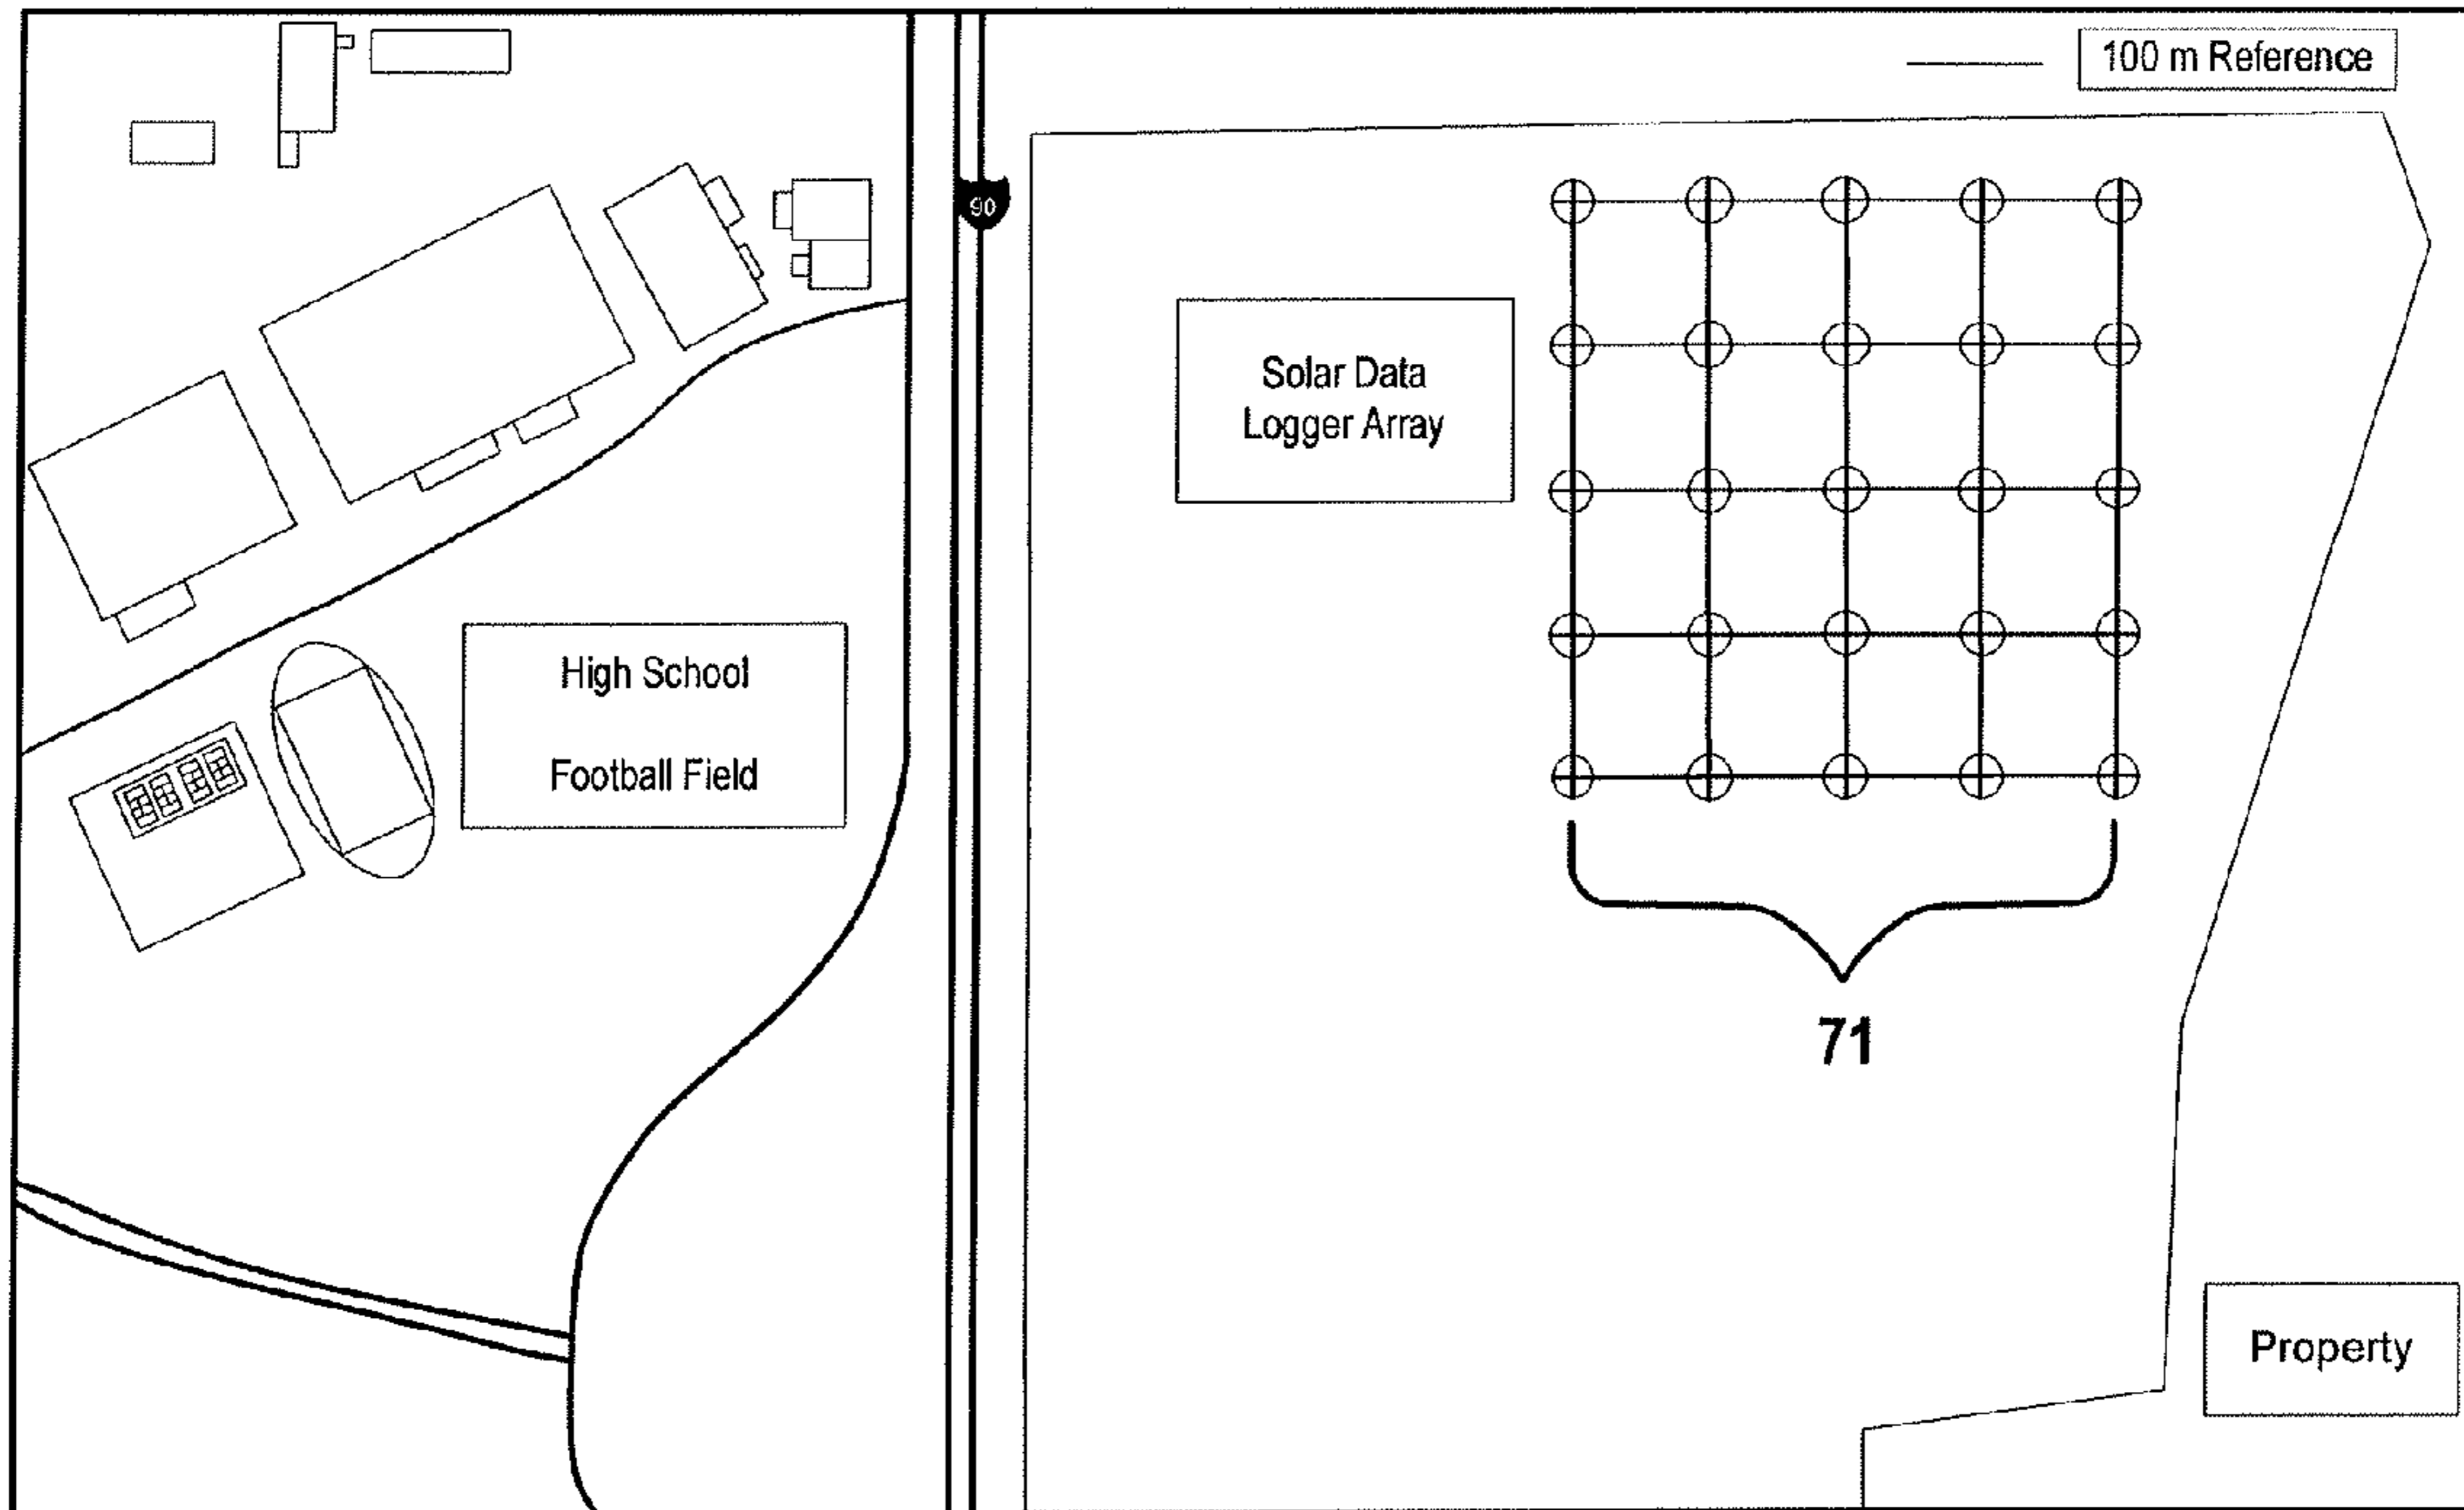 100 m Reference
90
Solar Data
Logger Array
High School
Football Field
71
Property